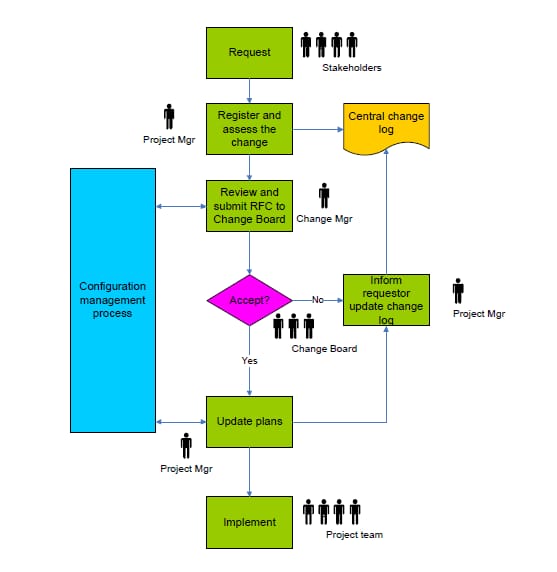 Request
Stakeholders
Project Mgr
Register and
assess the
change
Central change
log
Review and
submit RFC to
Change Board
Change Mgr
Configuration
management
process
Accept?
No
Inform
requestor
update change
log
Project Mgr
Change Board
Yes
Update plans
Project Mgr
Implement
Project team